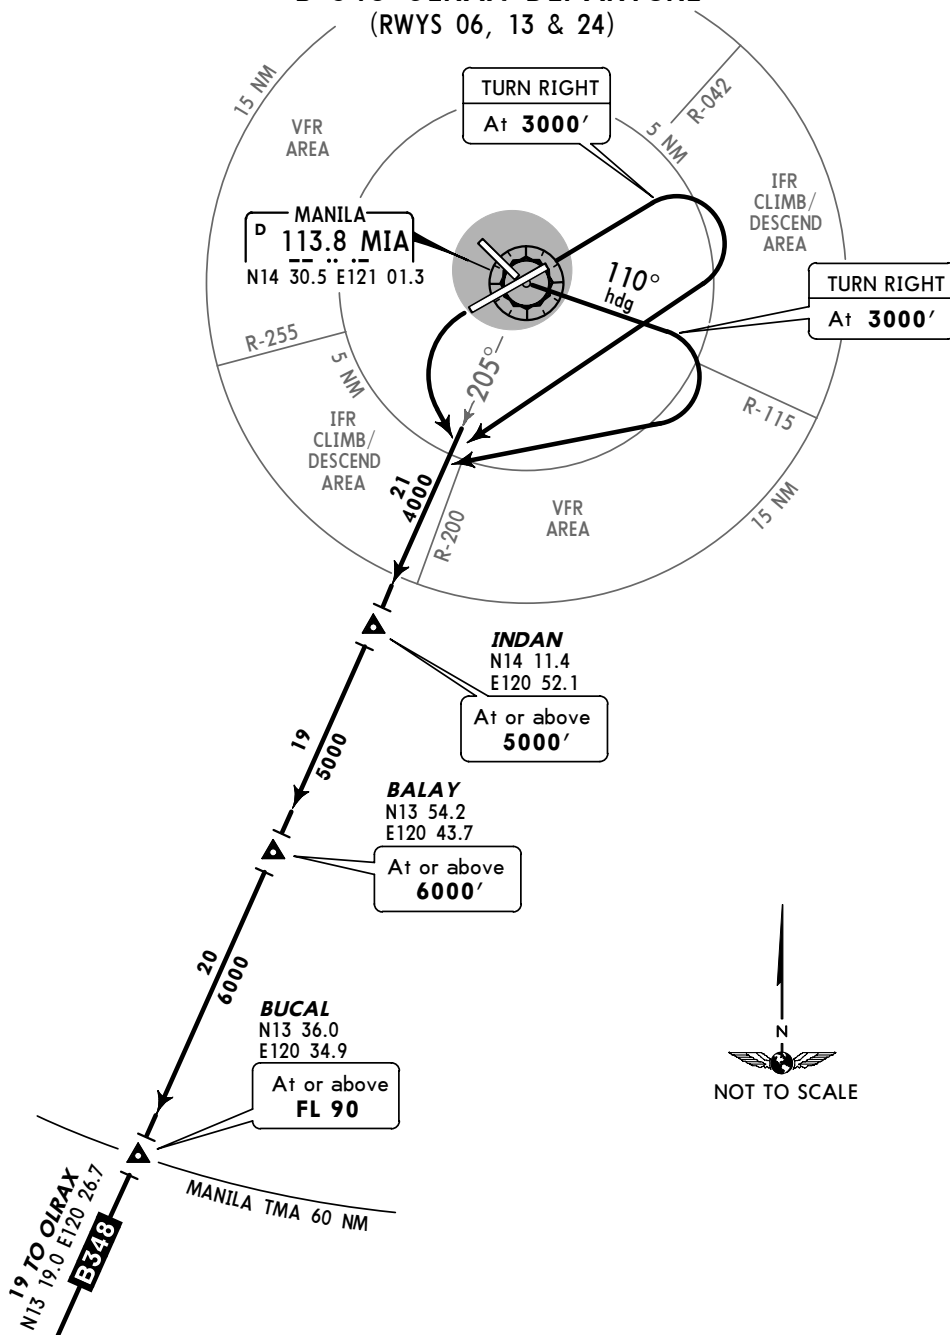 (RWYS 06, 13 & 24)
15 NM
VFR
AREA
TURN RIGHT
At 3000'
R-042
5 NM
IFR
CLIMB/
DESCEND
AREA
MANILA
D 113.8 MIA
N14 30.5 E121 01.3
110°
hdg
TURN RIGHT
At 3000'
R-255
5 NM
205°
R-115
IFR
CLIMB/
DESCEND
AREA
21
4000
R-200
VFR
AREA
15 NM
INDAN
N14 11.4
E120 52.1
At or above
5000'
19
5000
BALAY
N13 54.2
E120 43.7
At or above
6000'
20
6000
BUCAL
N13 36.0
E120 34.9
At or above
FL 90
N
NOT TO SCALE
MANILA TMA 60 NM
19 TO OLRAX
N13 19.0 E120 26.7
B348